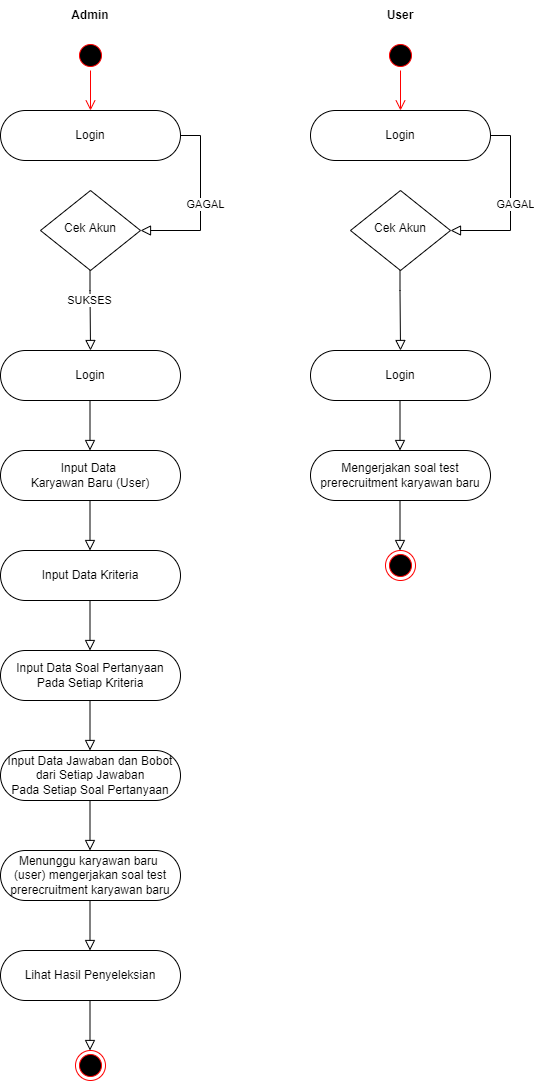 Admin
User
Login
Login
GAGAL
GAGAL
Cek Akun
Cek Akun
SUKSES
Login
Login
Input Data
Karyawan Baru (User)
Mengerjakan soal test
prerecruitment karyawan baru
Input Data Kriteria
Input Data Soal Pertanyaan
Pada Setiap Kriteria
Input Data Jawaban dan Bobot
dari Setiap Jawaban
Pada Setiap Soal Pertanyaan
Menunggu karyawan baru
(user) mengerjakan soal test
prerecruitment karyawan baru
Lihat Hasil Penyeleksian